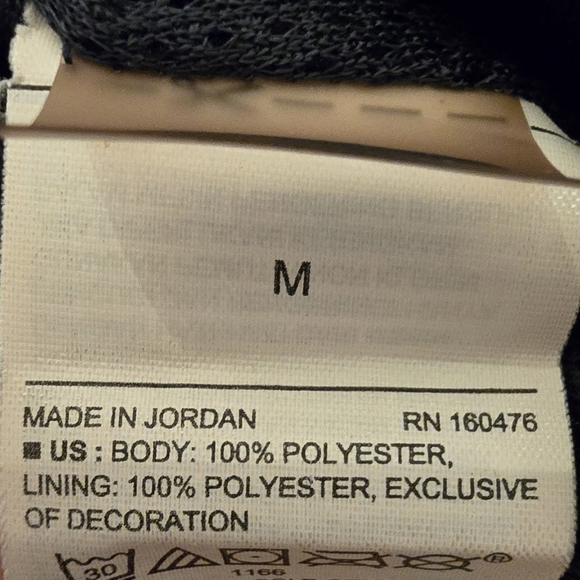 M
MADE IN JORDAN RN 160476
US : BODY: 100% POLYESTER,
LINING: 100% POLYESTER, EXCLUSIVE
OF DECORATION
30 1166 ®